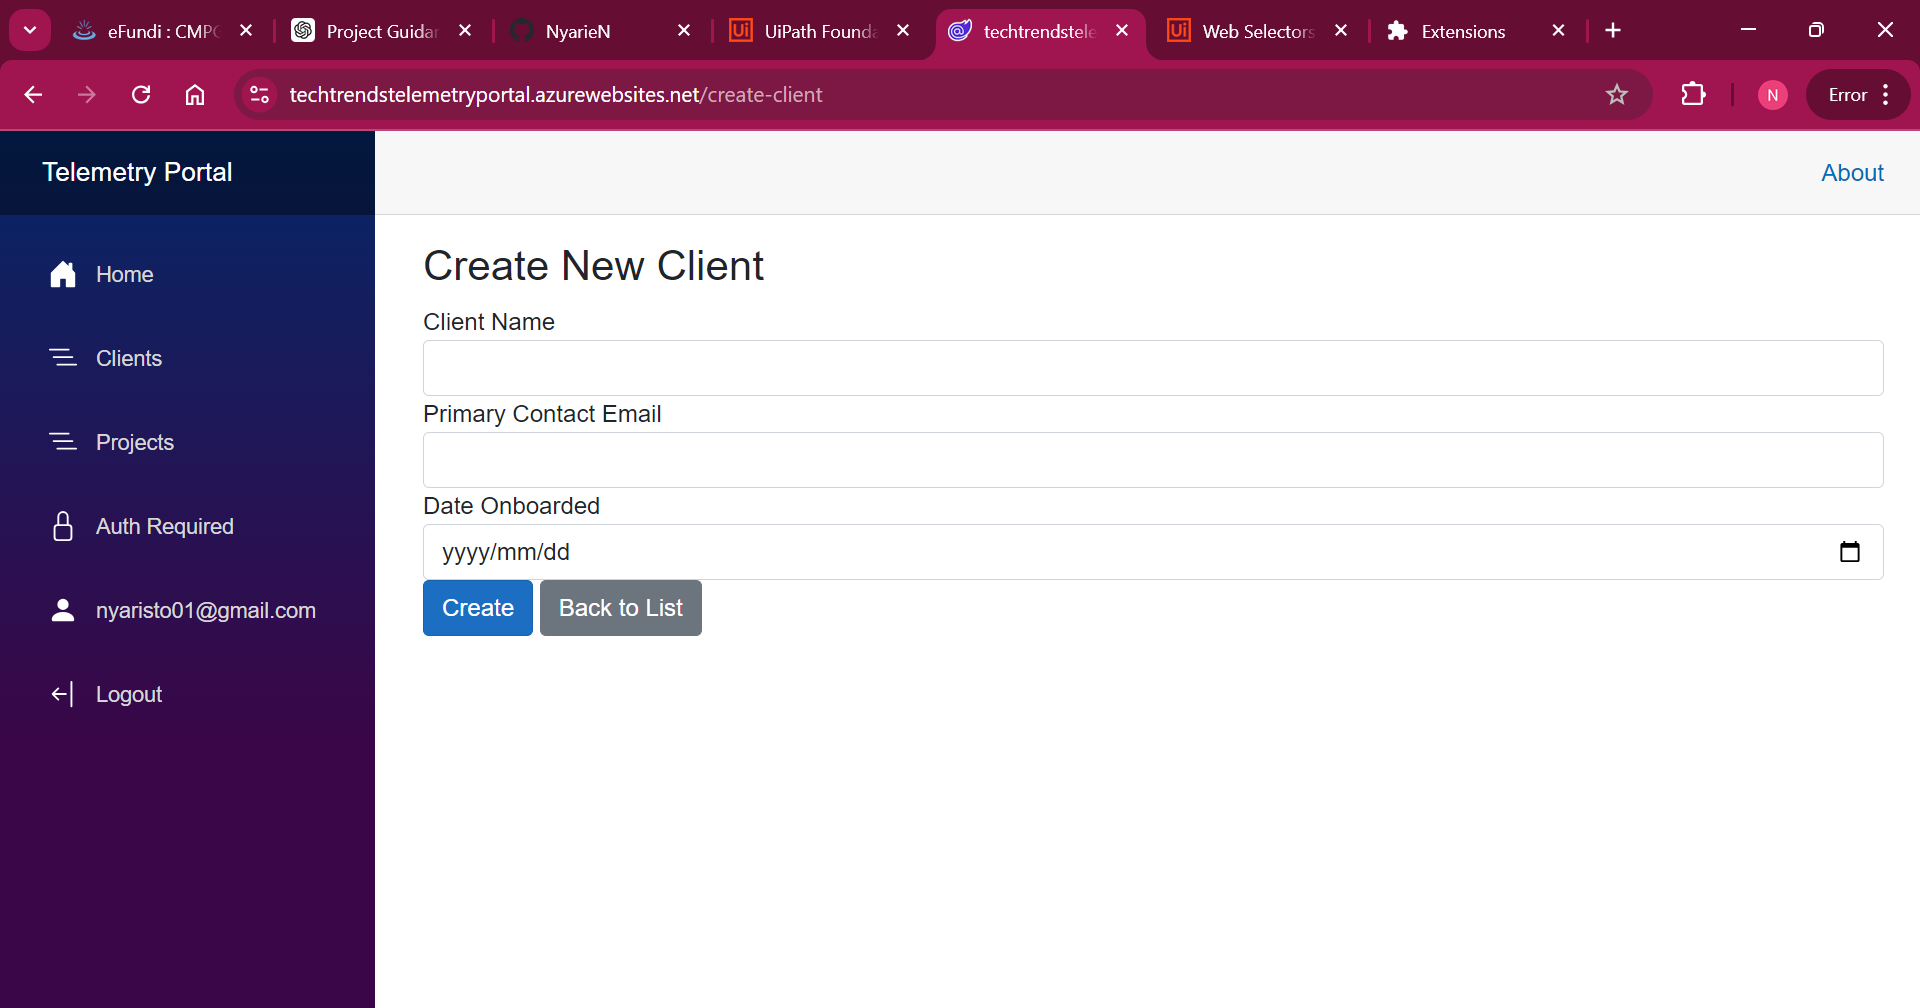 eFundi : CMPG
Project Guidan
NyarieN
UiPath Founda
techtrendstele
Web Selectors
Extensions
techtrendstelemetryportal.azurewebsites.net/create-client
N
Error
Telemetry Portal
About
Home
Clients
Projects
Auth Required
nyaristo01@gmail.com
Logout
Create New Client
Client Name
Primary Contact Email
Date Onboarded
yyyy/mm/dd
Create
Back to List